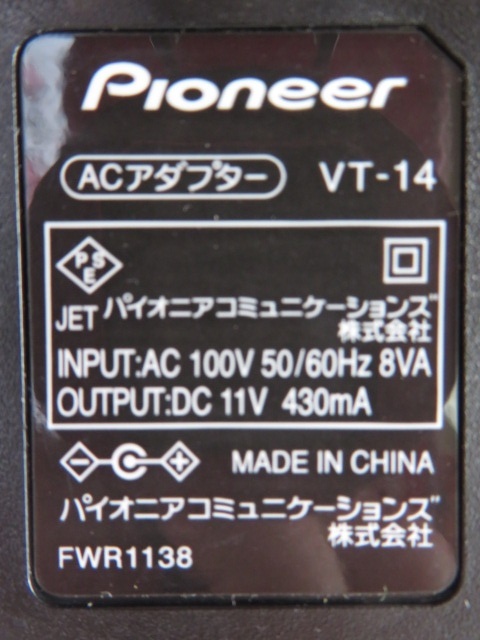 Pioneer
ACアダプター VT-14
PSE
JET パイオニアコミュニケーションズ
株式会社
INPUT:AC 100V 50/60Hz 8VA
OUTPUT:DC 11V 430mA
MADE IN CHINA
パイオニアコミュニケーションズ
株式会社
FWR1138